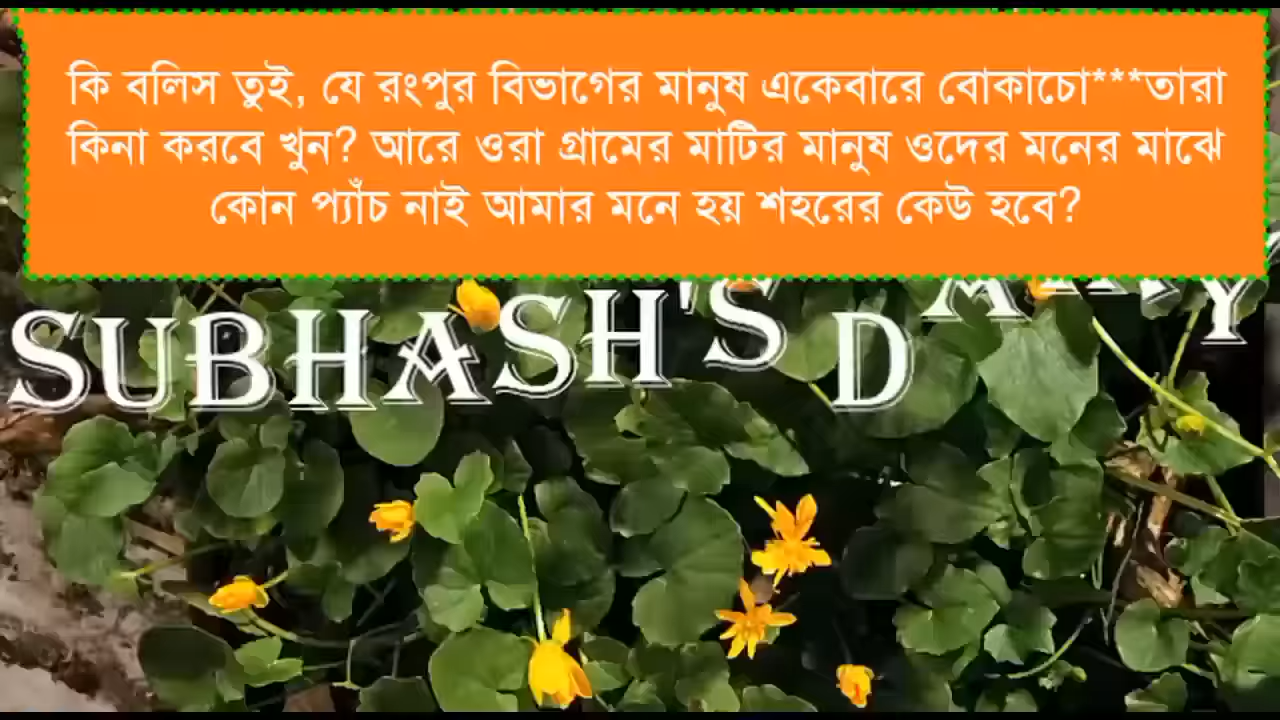 কি বলিস তুই, যে রংপুর বিভাগের মানুষ একেবারে বোকাচো***তারা
কিনা করবে খুন? আরে ওরা গ্রামের মাটির মানুষ ওদের মনের মাঝে
কোন প্যাঁচ নাই আমার মনে হয় শহরের কেউ হবে?
SUBHASH'S D